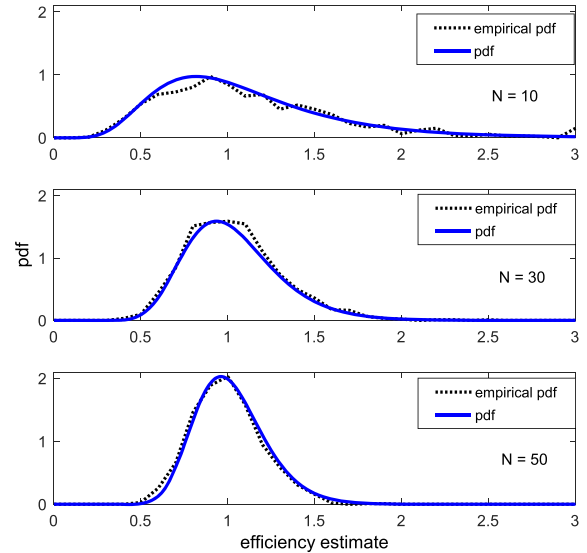 2
empirical pdf
pdf
1
N = 10
0
0 0.5 1 1.5 2 2.5 3
2
empirical pdf
pdf
1
N = 30
0
0 0.5 1 1.5 2 2.5 3
pdf
2
empirical pdf
pdf
1
N = 50
0
0 0.5 1 1.5 2 2.5 3
efficiency estimate